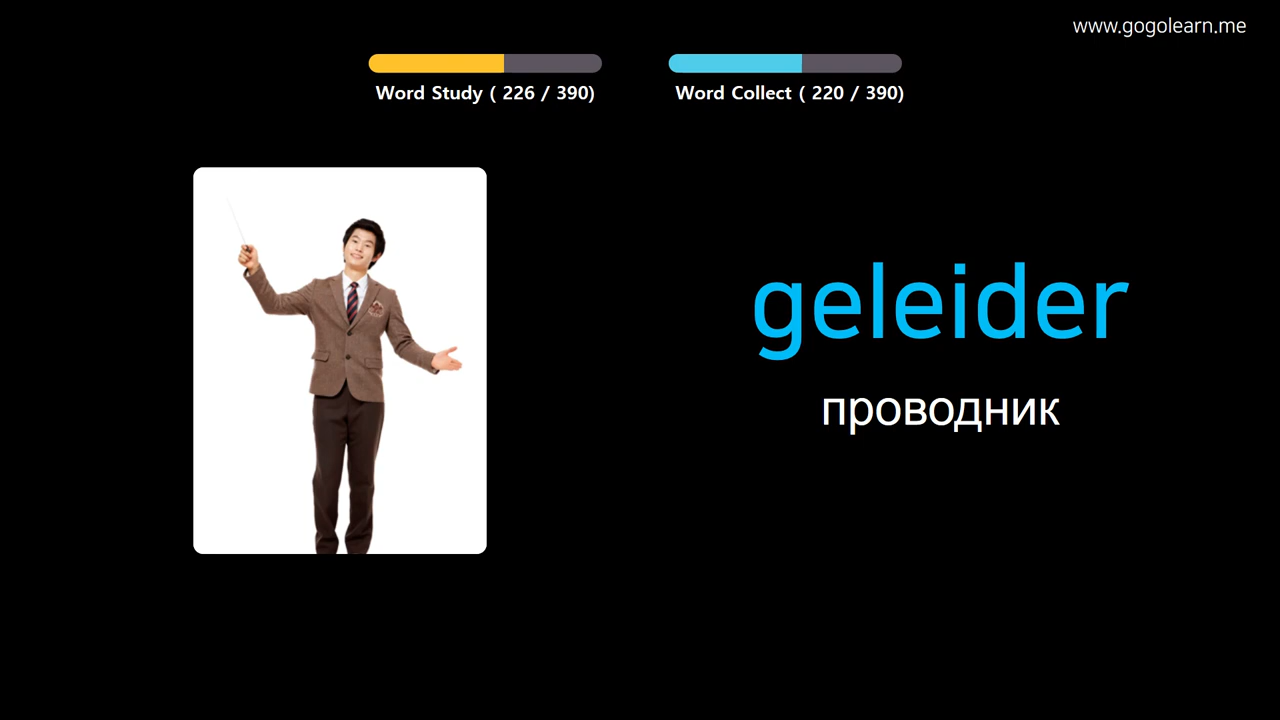 www.gogolearn.me
Word Study ( 226 / 390)
Word Collect ( 220 / 390)
geleider
проводник